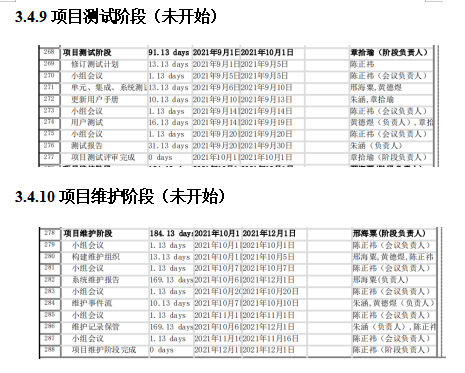 3.4.9 项目测试阶段（未开始）
268 项目测试阶段 91.13 days 2021年9月1日 2021年10月1日 章拾瑜（阶段负责人）
269 修订测试计划 13.13 days 2021年9月1日 2021年9月5日 陈正祎
270 小组会议 1.13 days 2021年9月5日 2021年9月5日 陈正祎（会议负责人）
271 单元、集成、系统测试 13.13 days 2021年9月6日 2021年9月10日 邢海粟,黄德煜
272 更新用户手册 10.13 days 2021年9月10 2021年9月13日 朱涵,章拾瑜
273 小组会议 1.13 days 2021年9月14 2021年9月14日 陈正祎（会议负责人）
274 用户测试 16.13 days 2021年9月14 2021年9月19日 黄德煜（负责人）,章拾
275 小组会议 1.13 days 2021年9月20 2021年9月20日 陈正祎（会议负责人）
276 测试报告 31.13 days 2021年9月20 2021年9月30日 朱涵（负责人）
277 项目测试评审完成 0 days 2021年10月1 2021年10月1日 章拾瑜（阶段负责人）
3.4.10 项目维护阶段（未开始）
278 项目维护阶段 184.13 days 2021年10月1 2021年12月1日 邢海粟(阶段负责人)
279 小组会议 1.13 days 2021年10月1 2021年10月1日 陈正祎（会议负责人）
280 构建维护组织 13.13 days 2021年10月1 2021年10月5日 邢海粟,黄德煜,陈正祎
281 小组会议 1.13 days 2021年10月7 2021年10月7日 陈正祎（会议负责人）
282 系统维护报告 169.13 days 2021年10月6 2021年12月1日 邢海粟(负责人)
283 小组会议 1.13 days 2021年10月20 2021年10月20日 陈正祎（会议负责人）
284 维护事件流 10.13 days 2021年10月7 2021年10月10日 朱涵,黄德煜（负责人）
285 小组会议 1.13 days 2021年11月1 2021年11月1日 陈正祎（会议负责人）
286 维护记录保管 169.13 days 2021年10月6 2021年12月1日 朱涵（负责人）,陈正祎
287 小组会议 1.13 days 2021年11月16 2021年11月16日 陈正祎（会议负责人）
288 项目维护阶段完成 0 days 2021年12月1 2021年12月1日 陈正祎（阶段负责人）